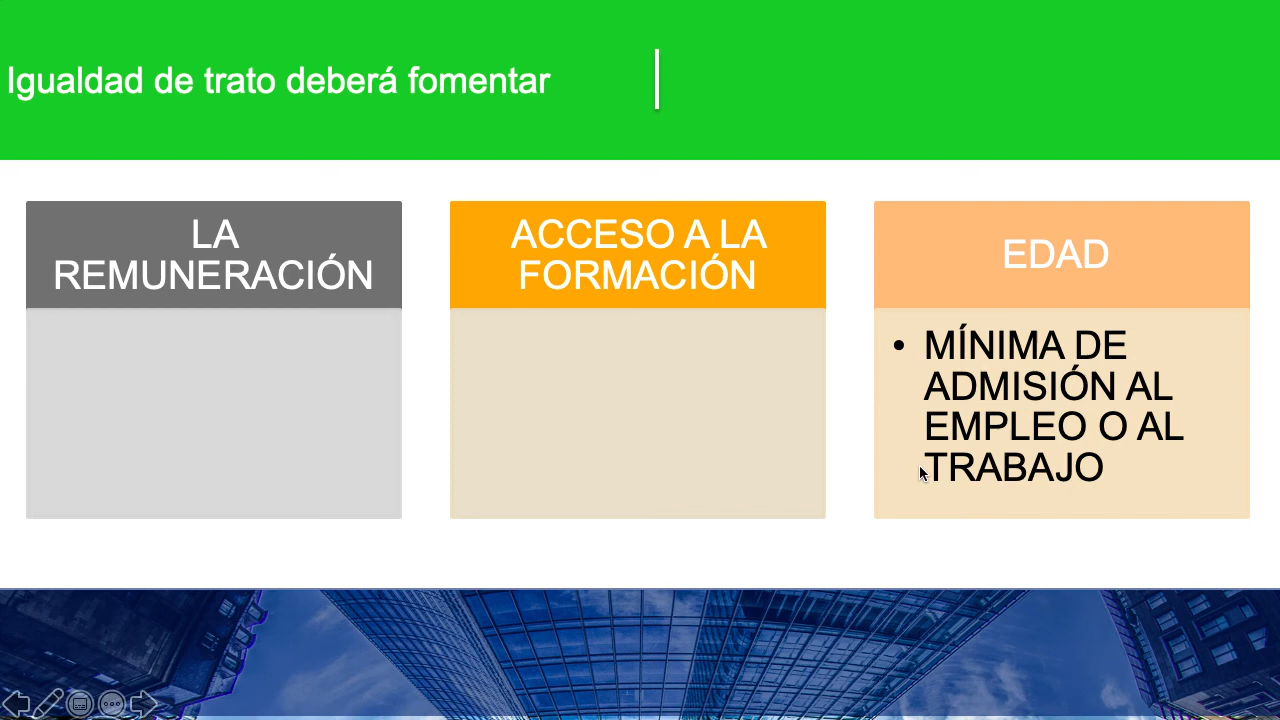 Igualdad de trato deberá fomentar
LA
REMUNERACIÓN
ACCESO A LA
FORMACIÓN
EDAD
• MÍNIMA DE
ADMISIÓN AL
EMPLEO O AL
TRABAJO